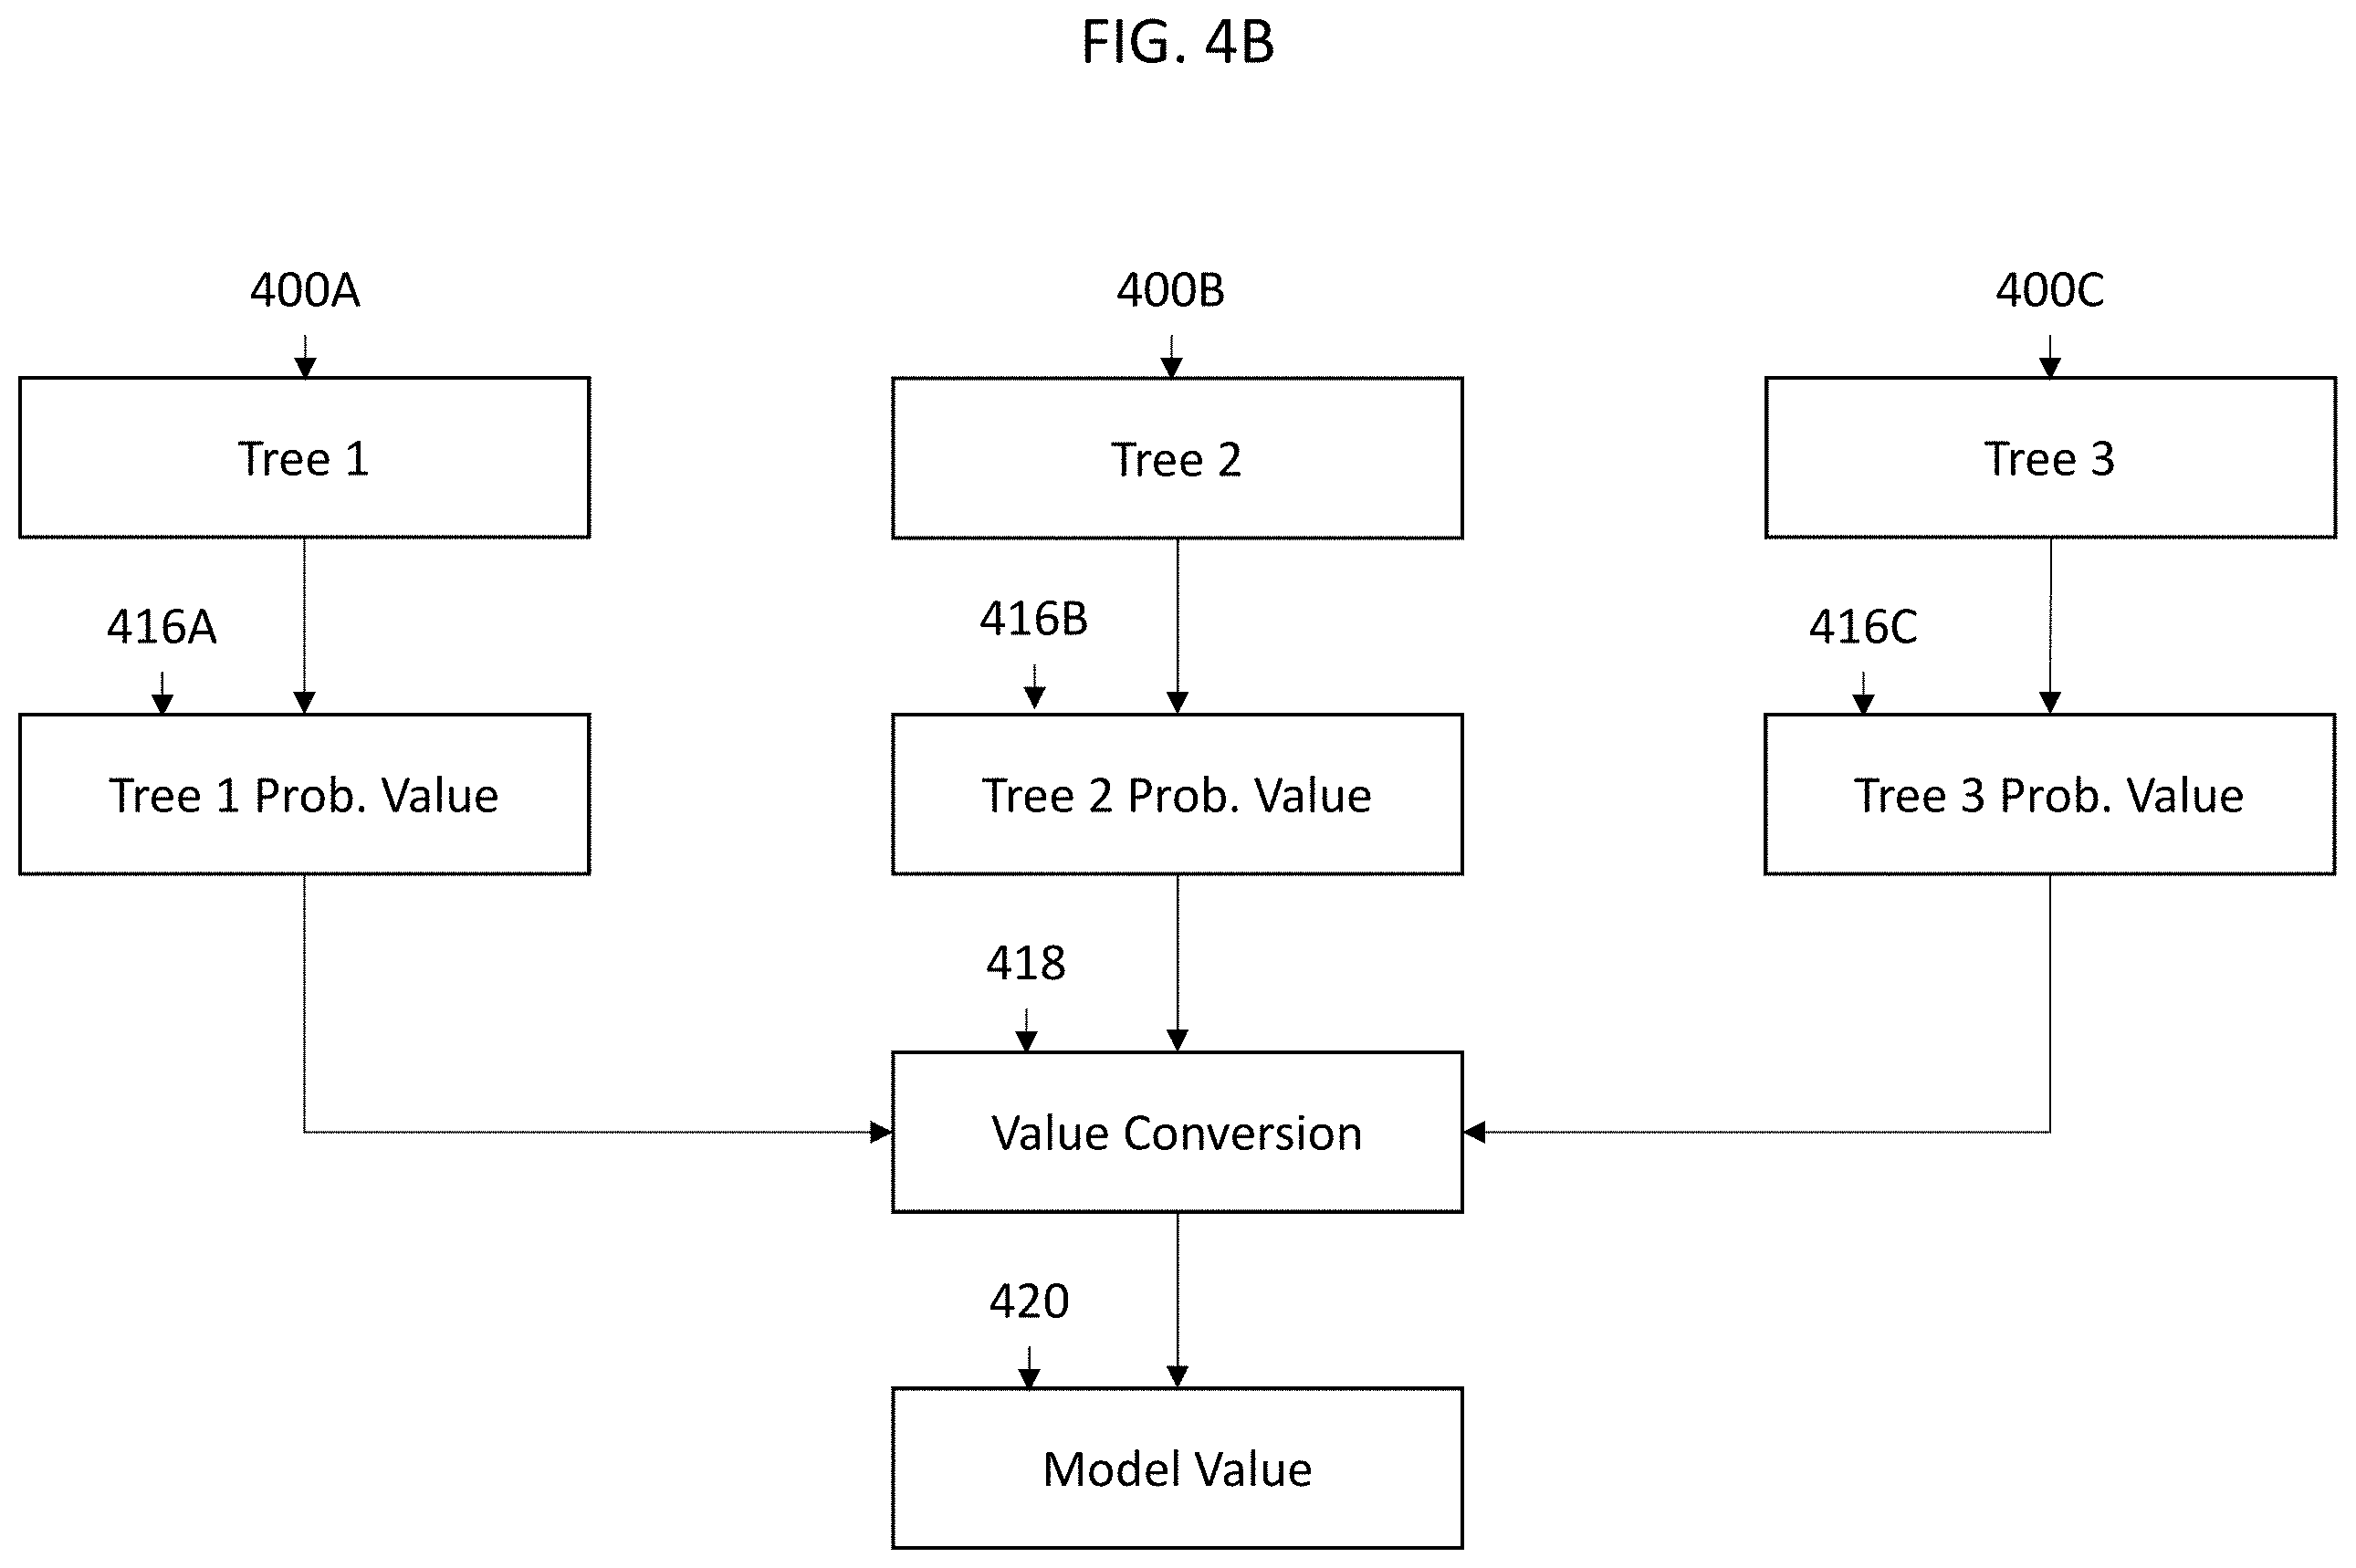 FIG. 4B
400A
400B
400C
Tree 1
Tree 2
Tree 3
416A
416B
416C
Tree 1 Prob. Value
Tree 2 Prob. Value
Tree 3 Prob. Value
418
Value Conversion
420
Model Value